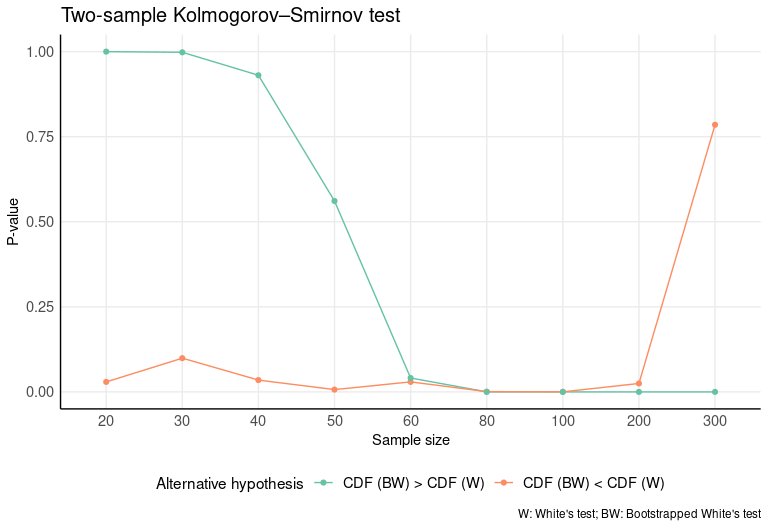 Two-sample Kolmogorov–Smirnov test
1.00
0.75
0.50
0.25
0.00
P-value
20 30 40 50 60 80 100 200 300
Sample size
Alternative hypothesis CDF (BW) > CDF (W) CDF (BW) < CDF (W)
W: White's test; BW: Bootstrapped White's test